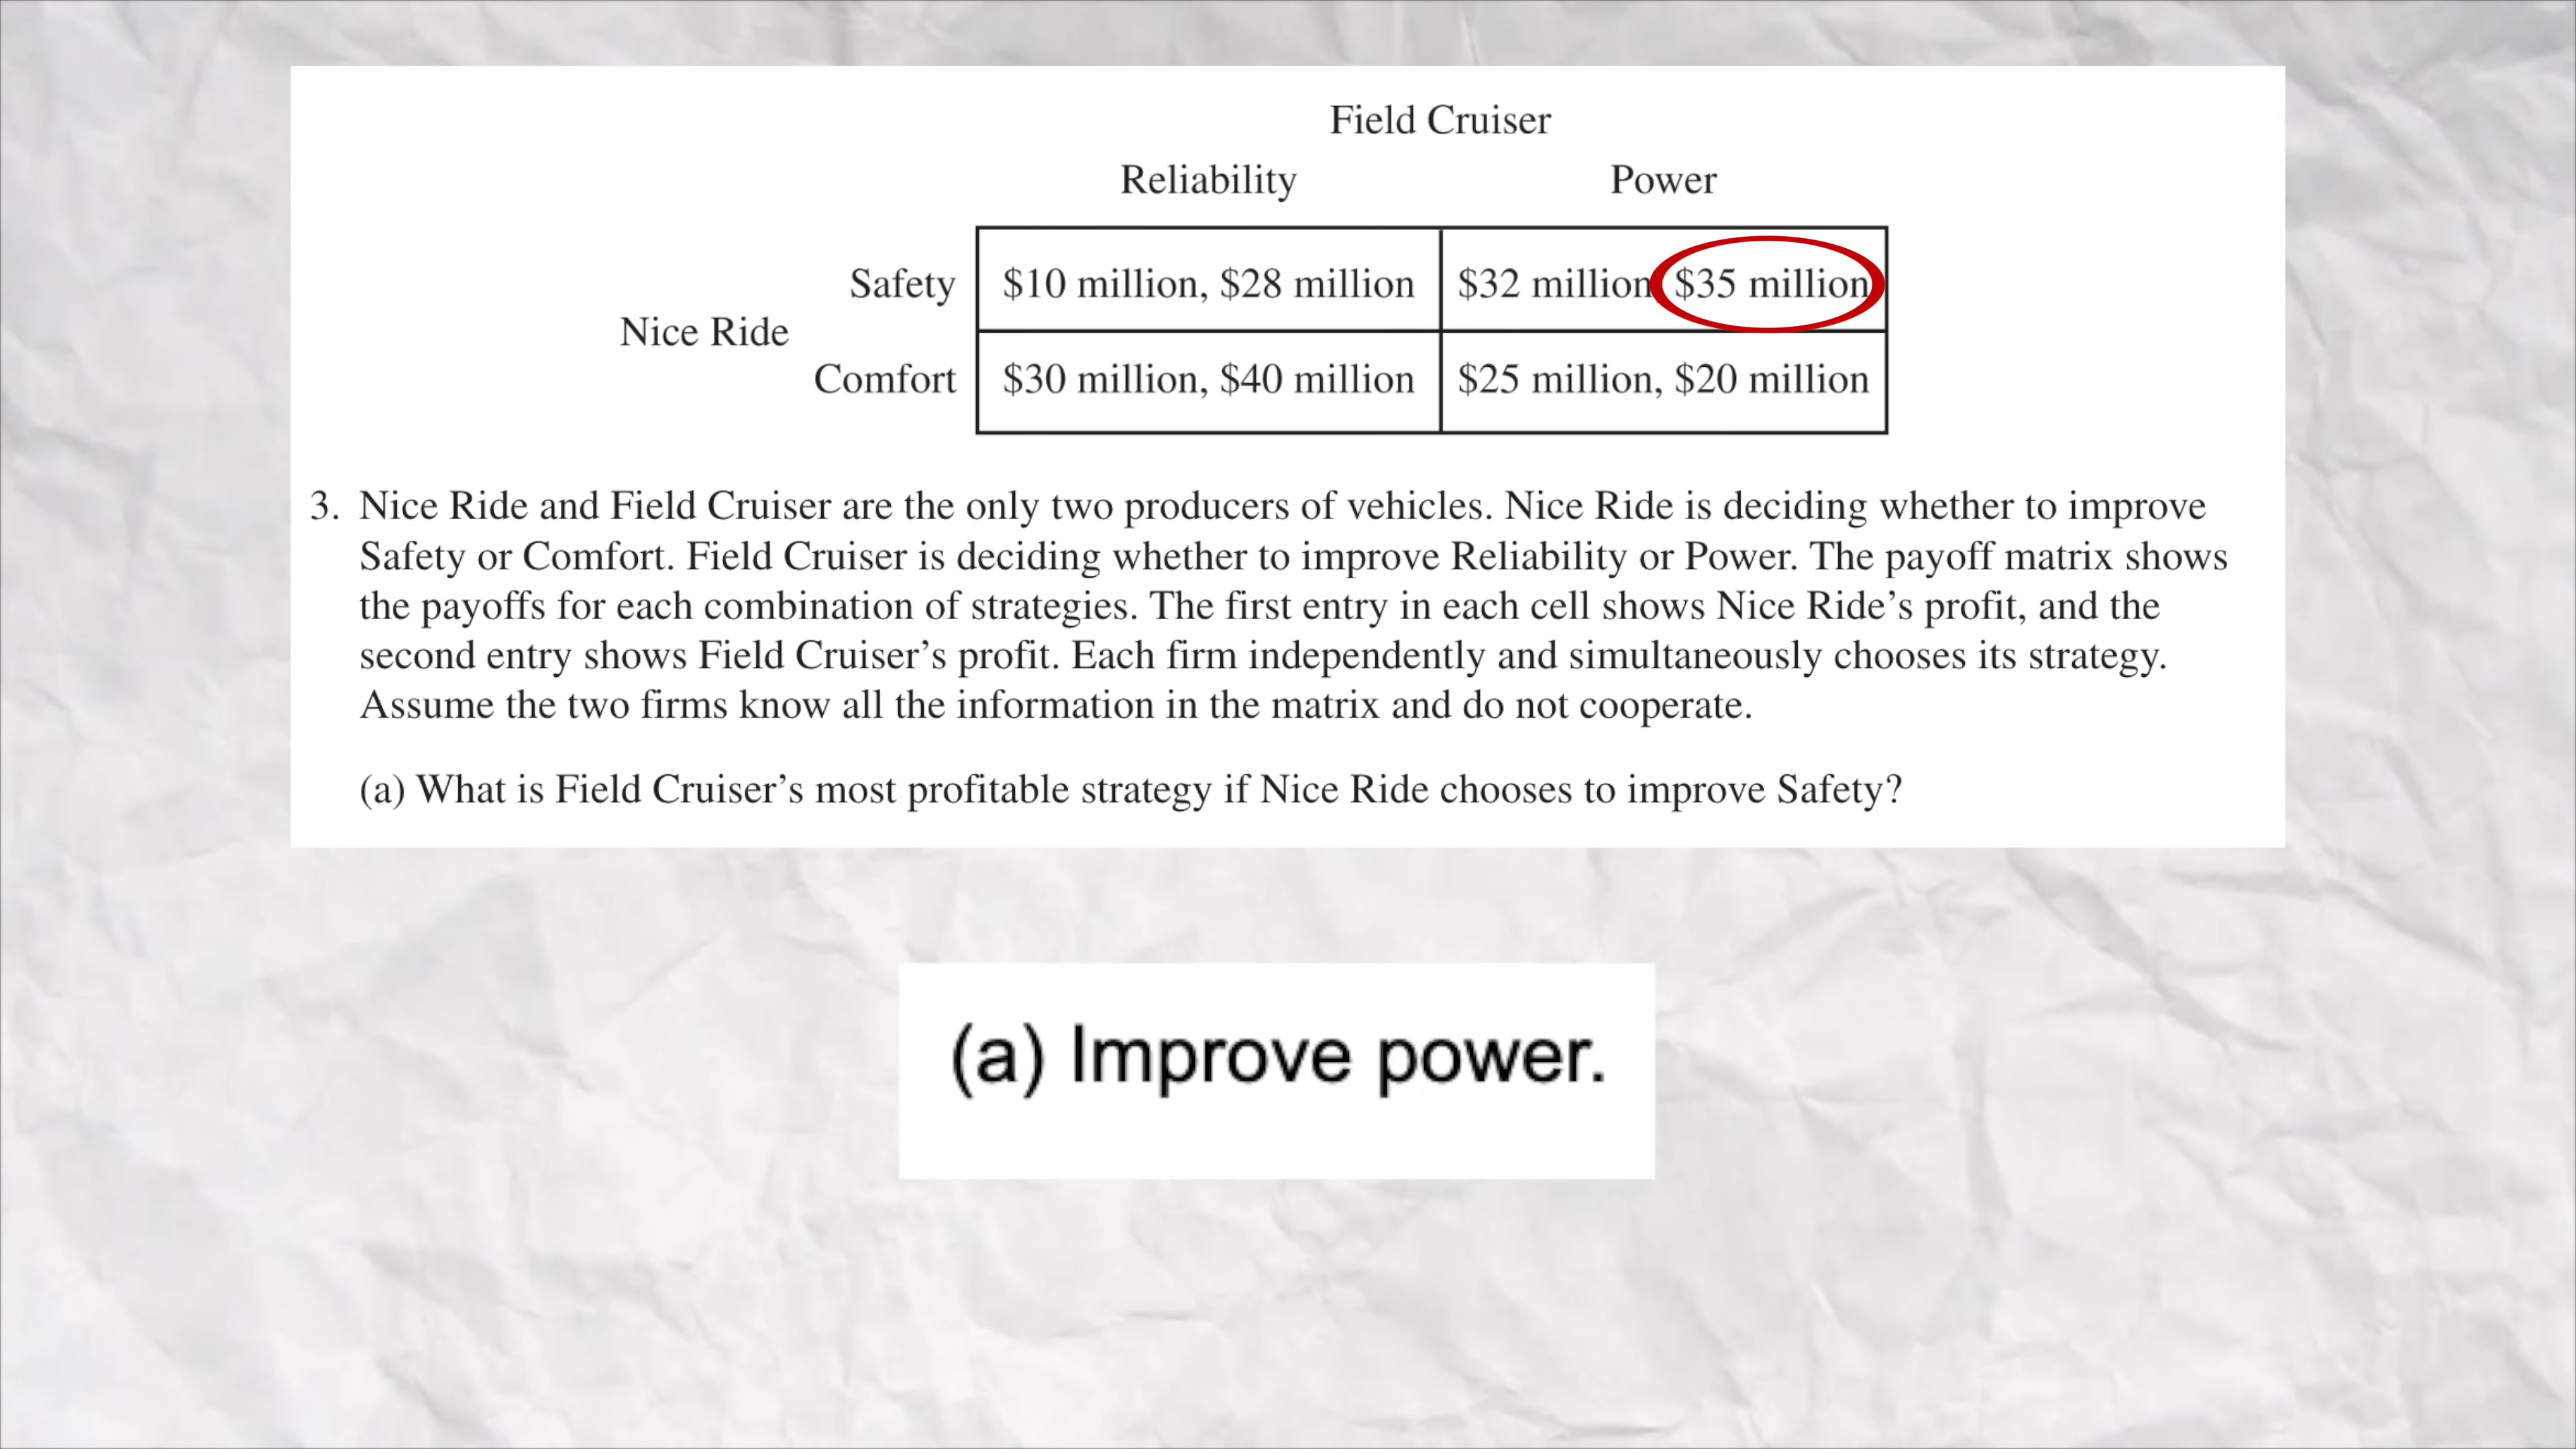 Field Cruiser
Reliability Power
Safety $10 million, $28 million $32 million $35 million
Nice Ride
Comfort $30 million, $40 million $25 million, $20 million
3. Nice Ride and Field Cruiser are the only two producers of vehicles. Nice Ride is deciding whether to improve
Safety or Comfort. Field Cruiser is deciding whether to improve Reliability or Power. The payoff matrix shows
the payoffs for each combination of strategies. The first entry in each cell shows Nice Ride’s profit, and the
second entry shows Field Cruiser’s profit. Each firm independently and simultaneously chooses its strategy.
Assume the two firms know all the information in the matrix and do not cooperate.
(a) What is Field Cruiser’s most profitable strategy if Nice Ride chooses to improve Safety?
(a) Improve power.